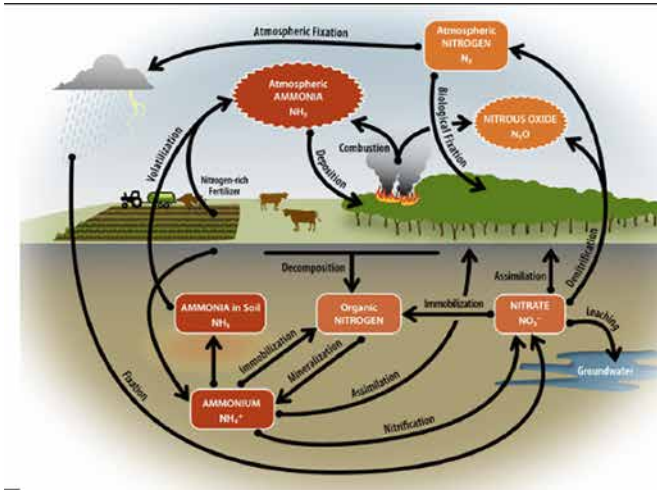 Atmospheric Fixation
Atmospheric
NITROGEN
N₂
Atmospheric
AMMONIA
NH₃
NITROUS OXIDE
N₂O
Biological Fixation
Combustion
Volatilization
Deposition
Nitrogen-rich
Fertilizer
Denitrification
Decomposition
Assimilation
AMMONIA in Soil
NH₃
Organic
NITROGEN
Immobilization
NITRATE
NO₃⁻
Leaching
Immobilization
Mineralization
Groundwater
Fixation
Assimilation
AMMONIUM
NH₄⁺
Nitrification